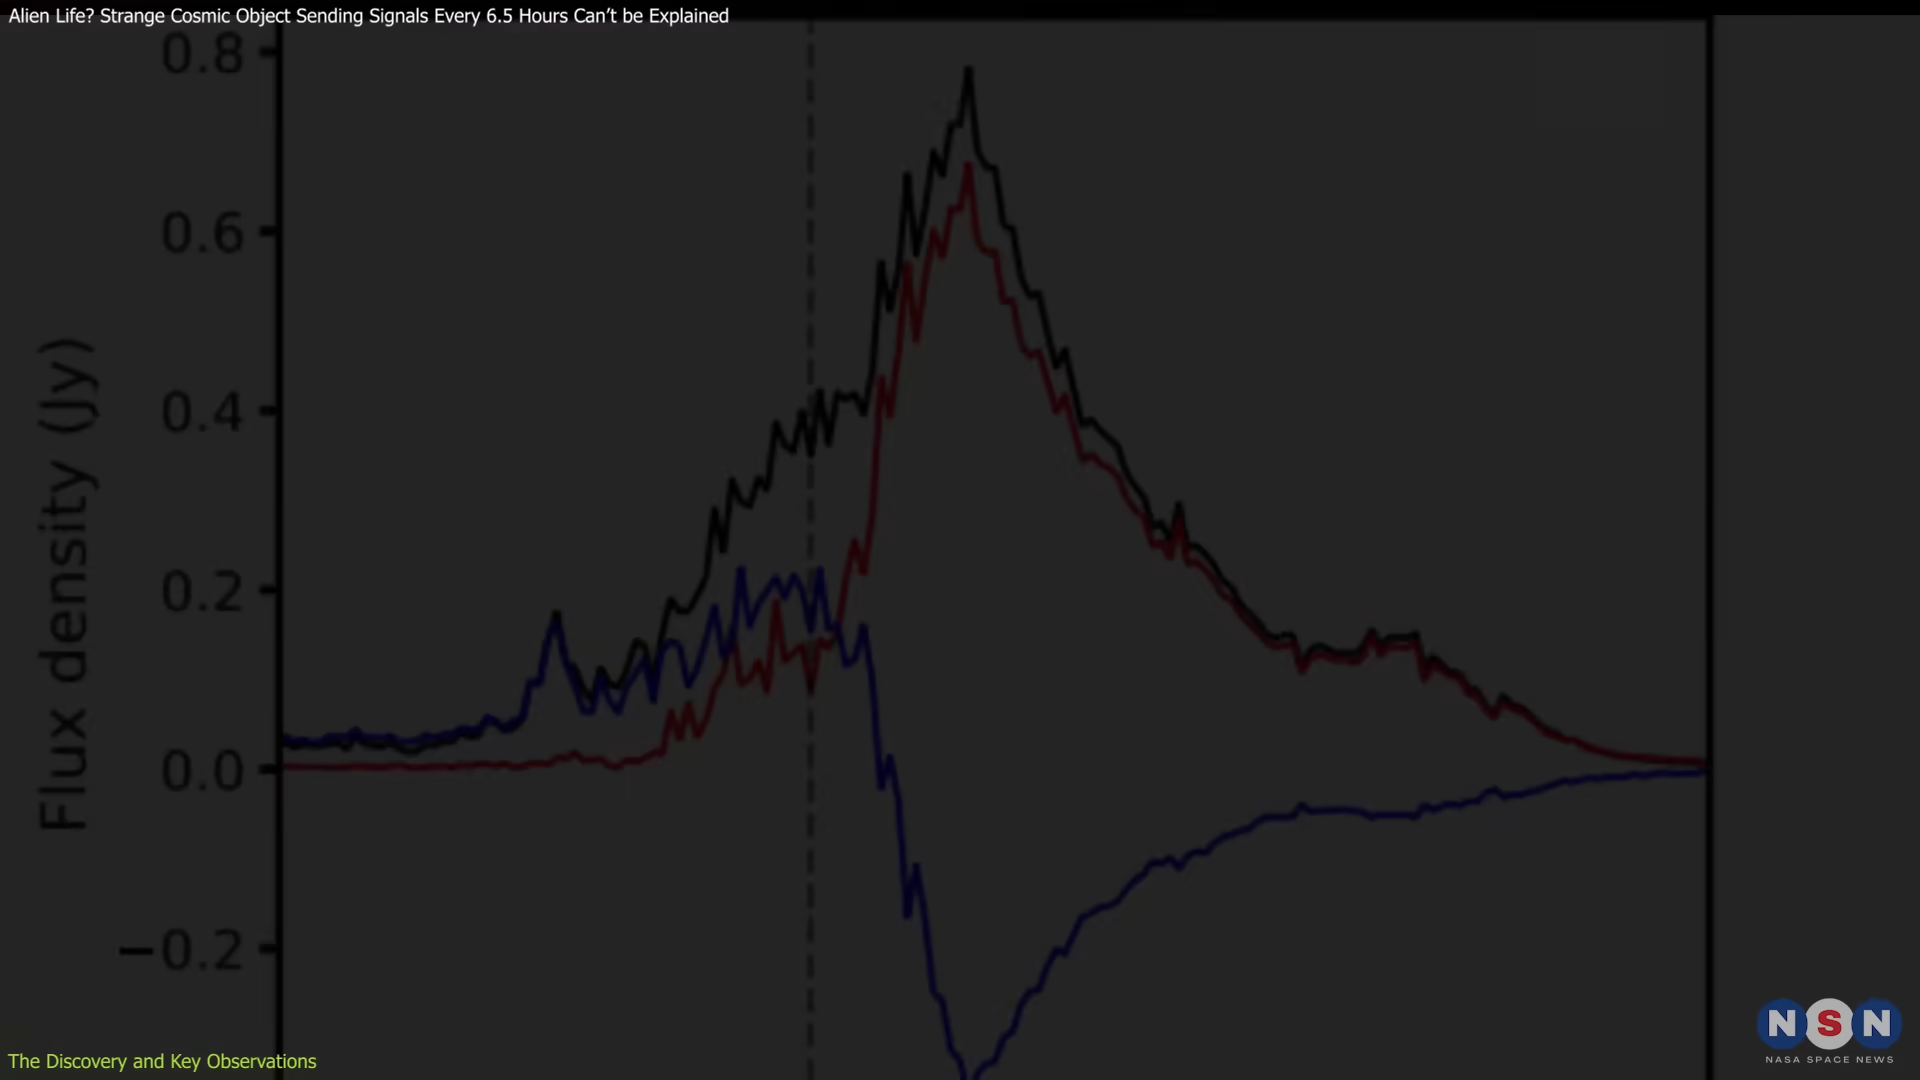 Alien Life? Strange Cosmic Object Sending Signals Every 6.5 Hours Can’t be Explained
0.8
0.6
0.4
0.2
0.0
−0.2
Flux density (Jy)
The Discovery and Key Observations
NSN
NASA SPACE NEWS